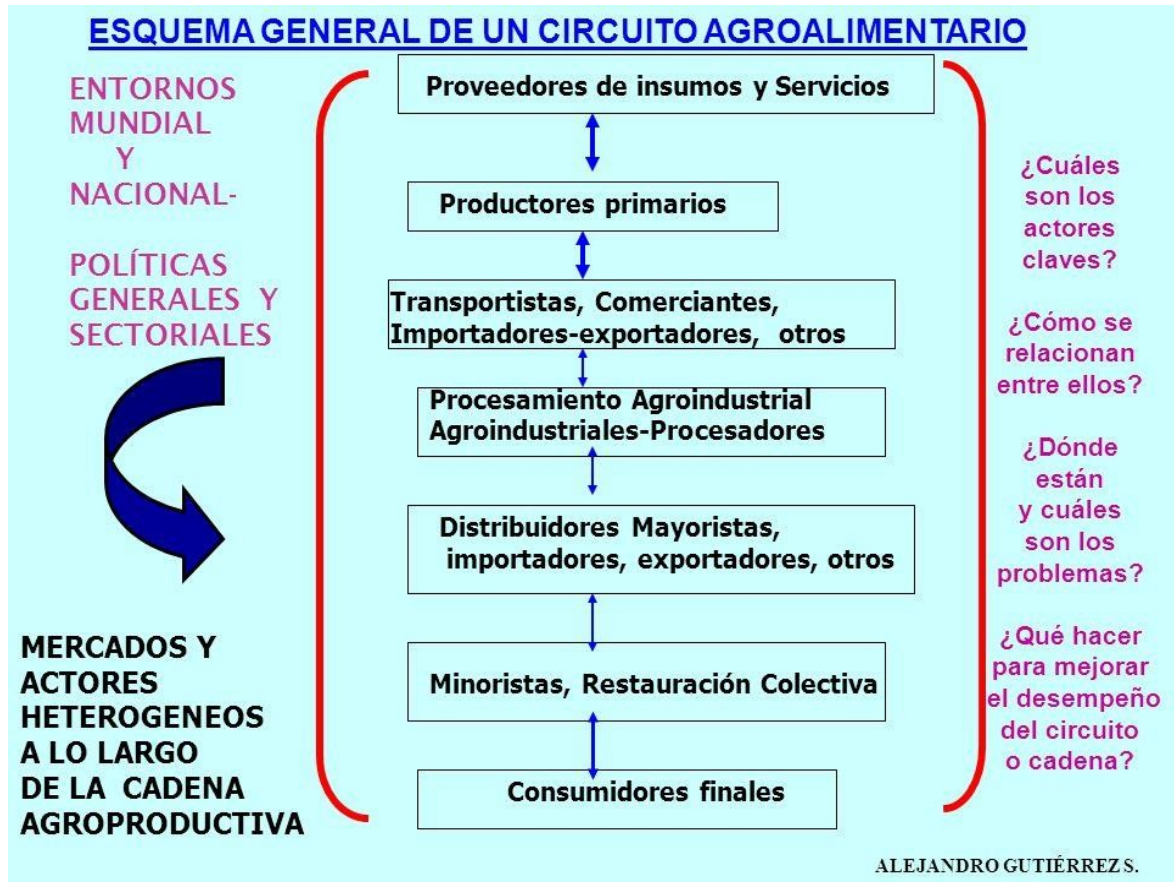 ESQUEMA GENERAL DE UN CIRCUITO AGROALIMENTARIO
ENTORNOS
MUNDIAL
Y
NACIONAL-
POLÍTICAS
GENERALES Y
SECTORIALES
MERCADOS Y
ACTORES
HETEROGENEOS
A LO LARGO
DE LA CADENA
AGROPRODUCTIVA
Proveedores de insumos y Servicios
Productores primarios
Transportistas, Comerciantes,
Importadores-exportadores, otros
Procesamiento Agroindustrial
Agroindustriales-Procesadores
Distribuidores Mayoristas,
importadores, exportadores, otros
Minoristas, Restauración Colectiva
Consumidores finales
¿Cuáles
son los
actores
claves?
¿Cómo se
relacionan
entre ellos?
¿Dónde
están
y cuáles
son los
problemas?
¿Qué hacer
para mejorar
el desempeño
del circuito
o cadena?
ALEJANDRO GUTIÉRREZ S.